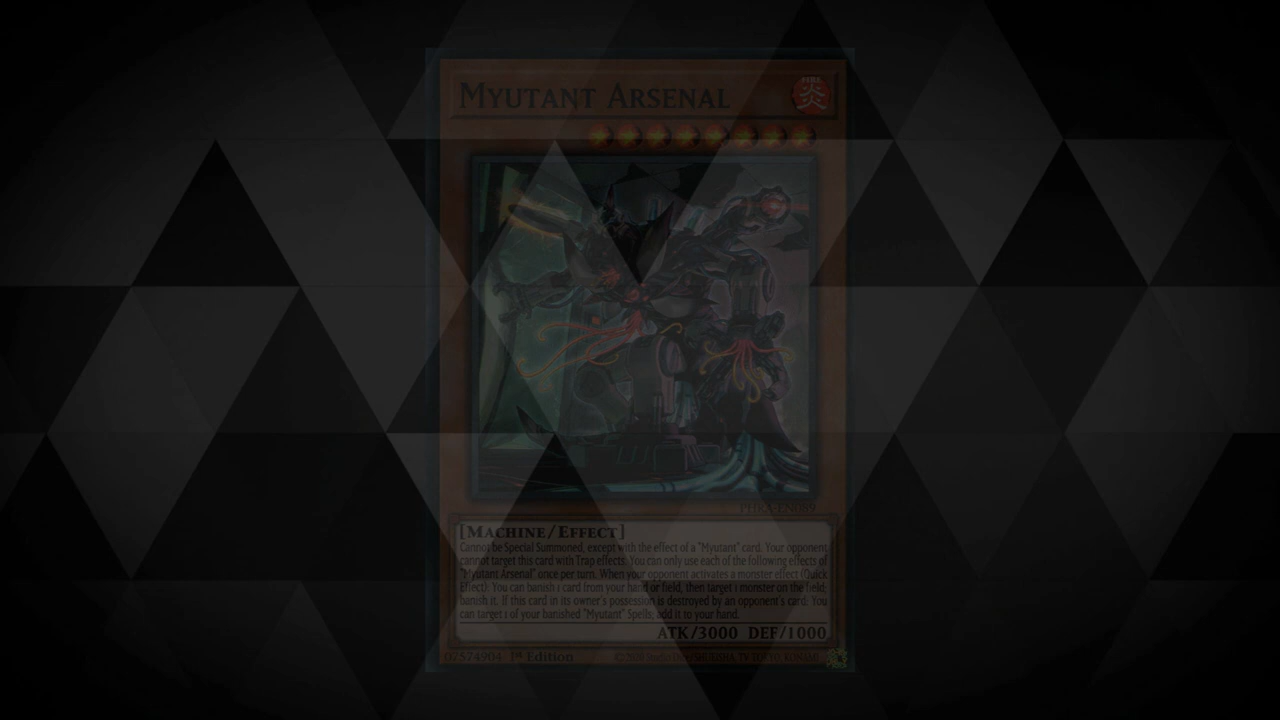 MYUTANT ARSENAL
炎
PHRA-EN089
[MACHINE/EFFECT]
Cannot be Special Summoned, except with the effect of a "Myutant" card. Your opponent
cannot target this card with Trap effects. You can only use each of the following effects of
"Myutant Arsenal" once per turn. When your opponent activates a monster effect (Quick
Effect): You can banish 1 card from your hand or field, then target 1 monster on the field;
banish it. If this card in its owner's possession is destroyed by an opponent's card: You
can target 1 of your banished "Myutant" Spells; add it to your hand.
ATK/3000 DEF/1000
07574904 1st Edition